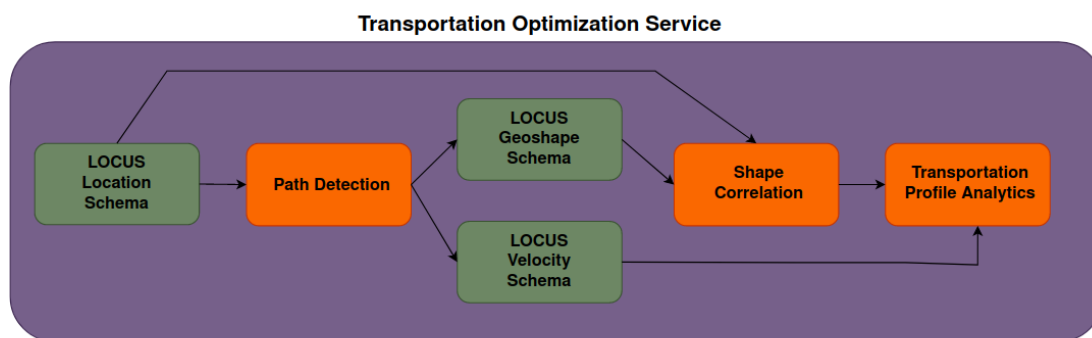 Transportation Optimization Service
LOCUS
Location
Schema
Path Detection
LOCUS
Geoshape
Schema
LOCUS
Velocity
Schema
Shape
Correlation
Transportation
Profile Analytics